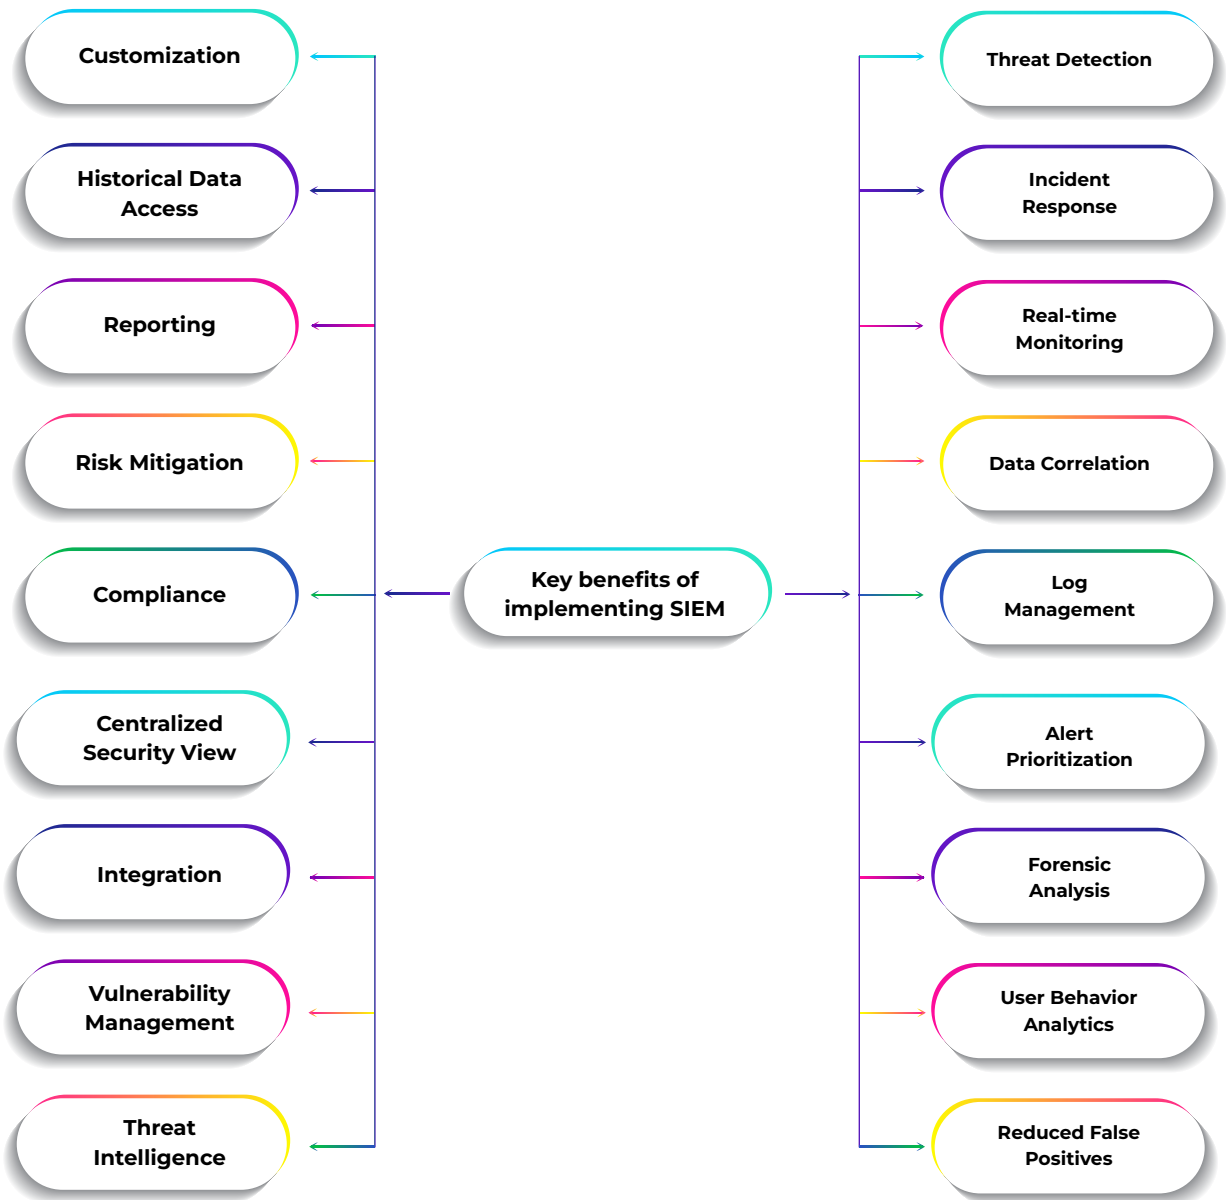 Customization
Historical Data
Access
Reporting
Risk Mitigation
Compliance
Centralized
Security View
Integration
Vulnerability
Management
Threat
Intelligence
Key benefits of
implementing SIEM
Threat Detection
Incident
Response
Real-time
Monitoring
Data Correlation
Log
Management
Alert
Prioritization
Forensic
Analysis
User Behavior
Analytics
Reduced False
Positives